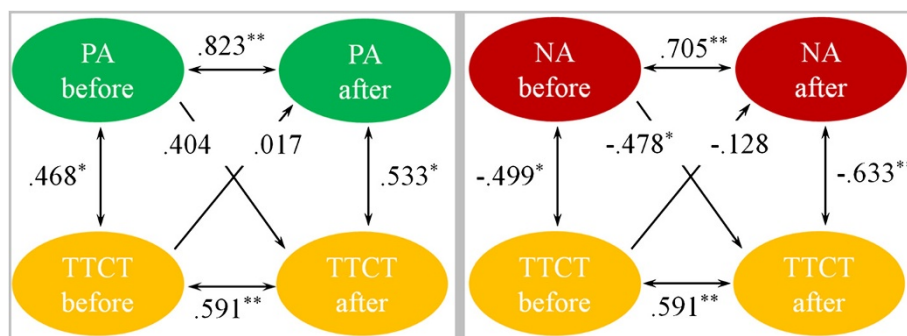 PA
before
.823**
PA
after
NA
before
.705**
NA
after
.468*
.404
.017
.533*
-.499*
-.478*
-.128
-.633**
TTCT
before
.591**
TTCT
after
TTCT
before
.591**
TTCT
after